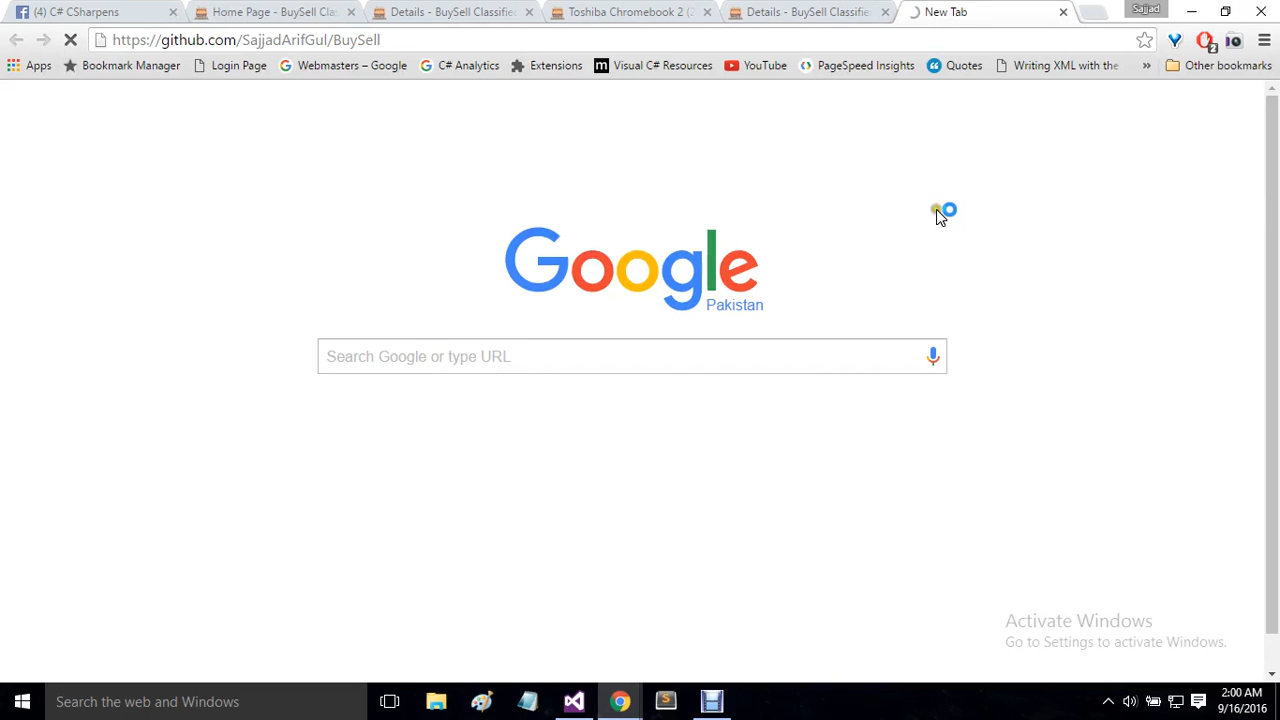 (4) C# CSharpens
Home Page - BuySell Clas
Details - BuySell Classifie
Toshiba Chromebook 2 (
Details - BuySell Classifie
New Tab
Sajjad
https://github.com/SajjadArifGul/BuySell
2
Apps
Bookmark Manager
Login Page
Webmasters – Google
C# Analytics
Extensions
m
Visual C# Resources
YouTube
PageSpeed Insights
Quotes
Writing XML with the
»
Other bookmarks
Google
Pakistan
Search Google or type URL
Activate Windows
Go to Settings to activate Windows.
Search the web and Windows
2:00 AM
9/16/2016